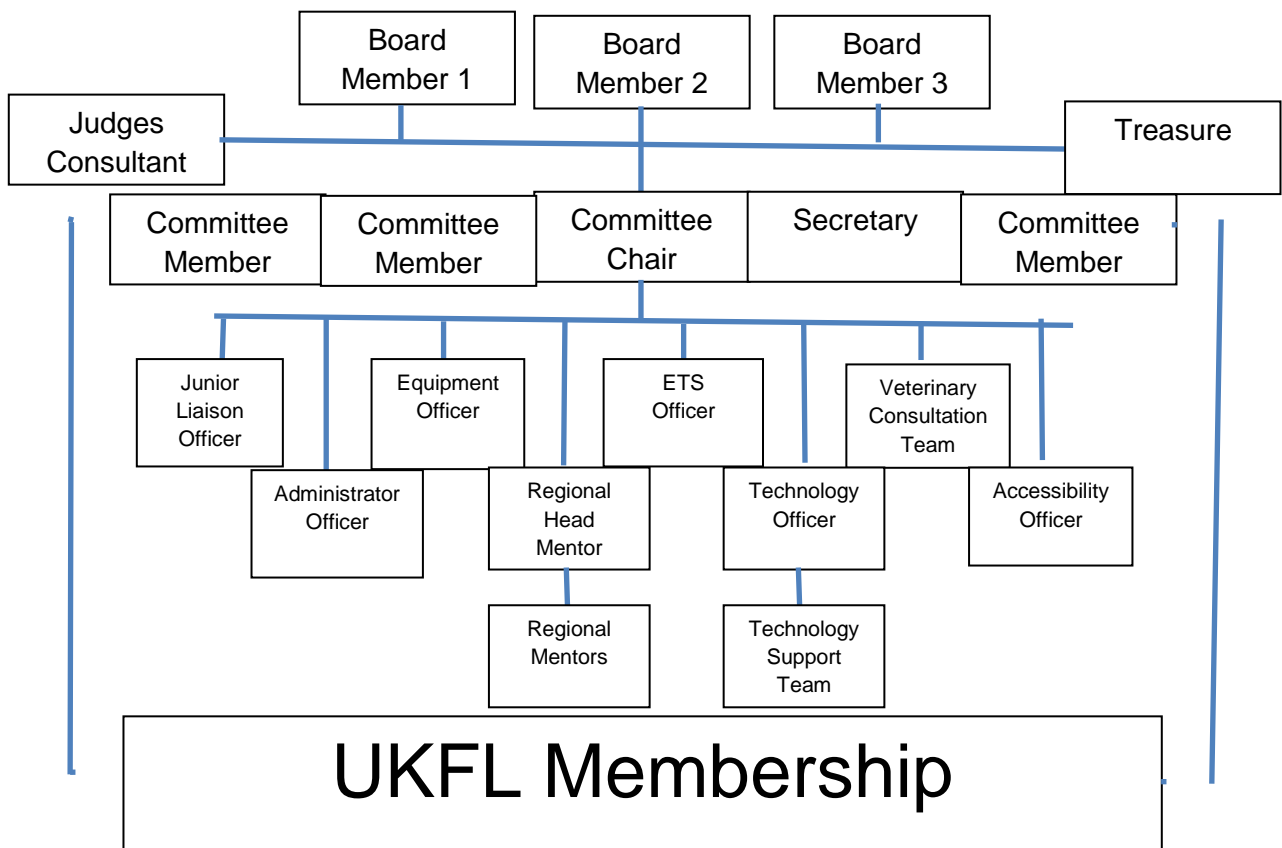 Board
Member 1
Board
Member 2
Board
Member 3
Judges
Consultant
Treasure
Committee
Member
Committee
Member
Committee
Chair
Secretary
Committee
Member
Junior
Liaison
Officer
Equipment
Officer
ETS
Officer
Veterinary
Consultation
Team
Administrator
Officer
Regional
Head
Mentor
Technology
Officer
Accessibility
Officer
Regional
Mentors
Technology
Support
Team
UKFL Membership